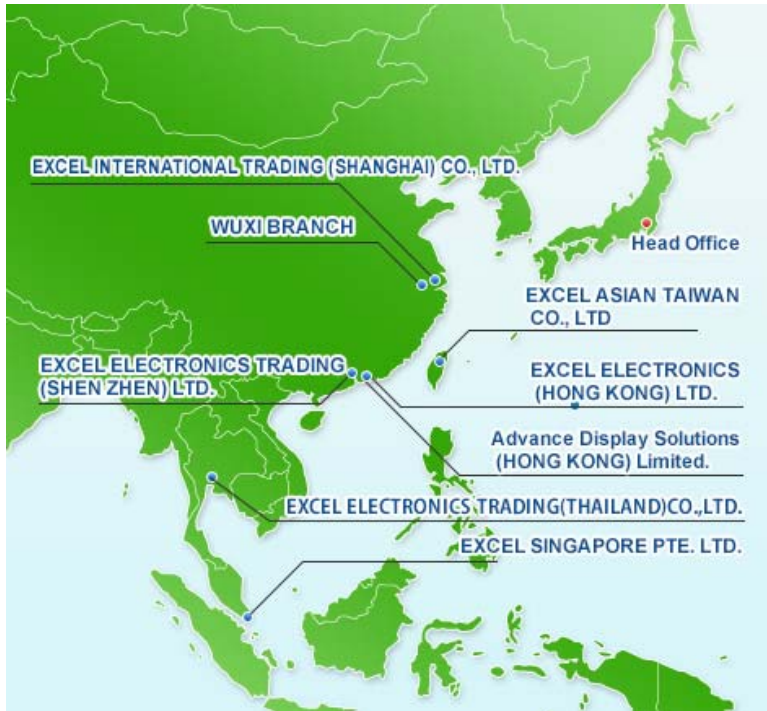 EXCEL INTERNATIONAL TRADING (SHANGHAI) CO., LTD.
WUXI BRANCH
Head Office
EXCEL ASIAN TAIWAN
CO., LTD
EXCEL ELECTRONICS TRADING
(SHEN ZHEN) LTD.
EXCEL ELECTRONICS
(HONG KONG) LTD.
Advance Display Solutions
(HONG KONG) Limited.
EXCEL ELECTRONICS TRADING(THAILAND)CO.,LTD.
EXCEL SINGAPORE PTE. LTD.